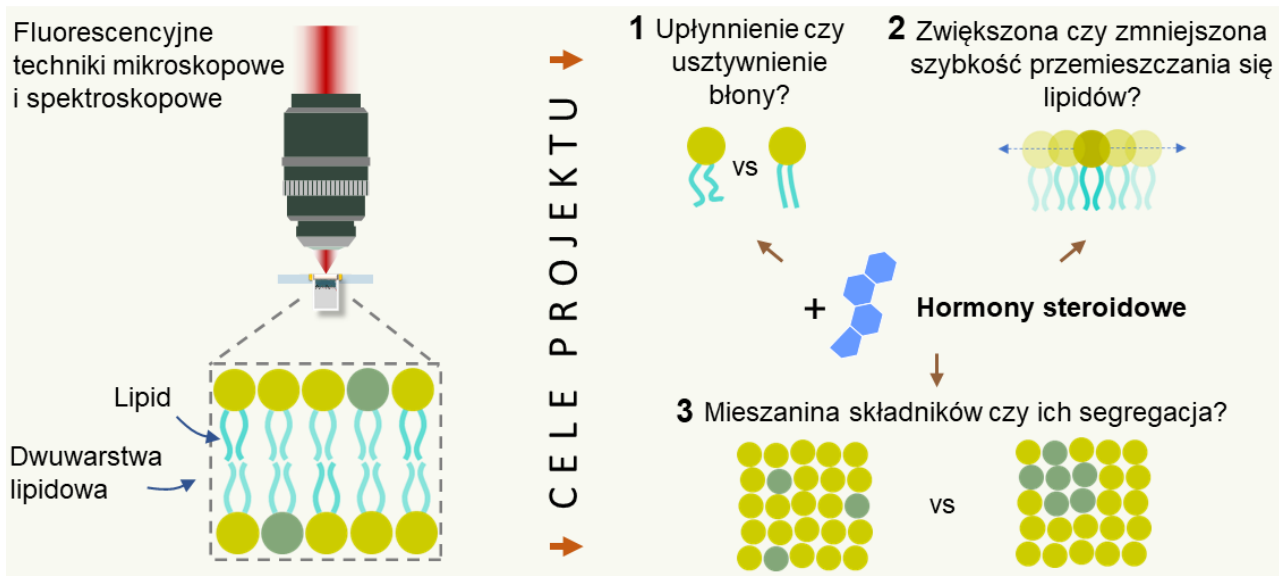 Fluorescencyjne
techniki mikroskopowe
i spektroskopowe
Lipid
Dwuwarstwa
lipidowa
CELE PROJEKTU
1 Upłynnienie czy
usztywnienie
błony?
vs
2 Zwiększona czy zmniejszona
szybkość przemieszczania się
lipidów?
+ Hormony steroidowe
3 Mieszanina składników czy ich segregacja?
vs